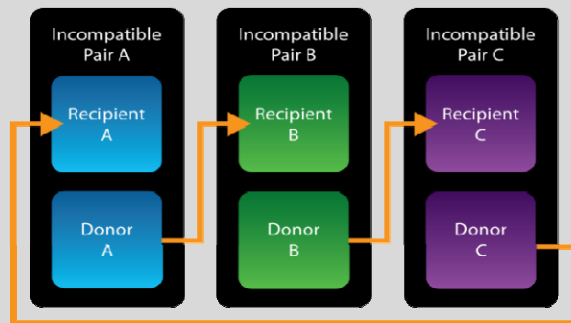 Incompatible
Pair A
Recipient
A
Donor
A
Incompatible
Pair B
Recipient
B
Donor
B
Incompatible
Pair C
Recipient
C
Donor
C